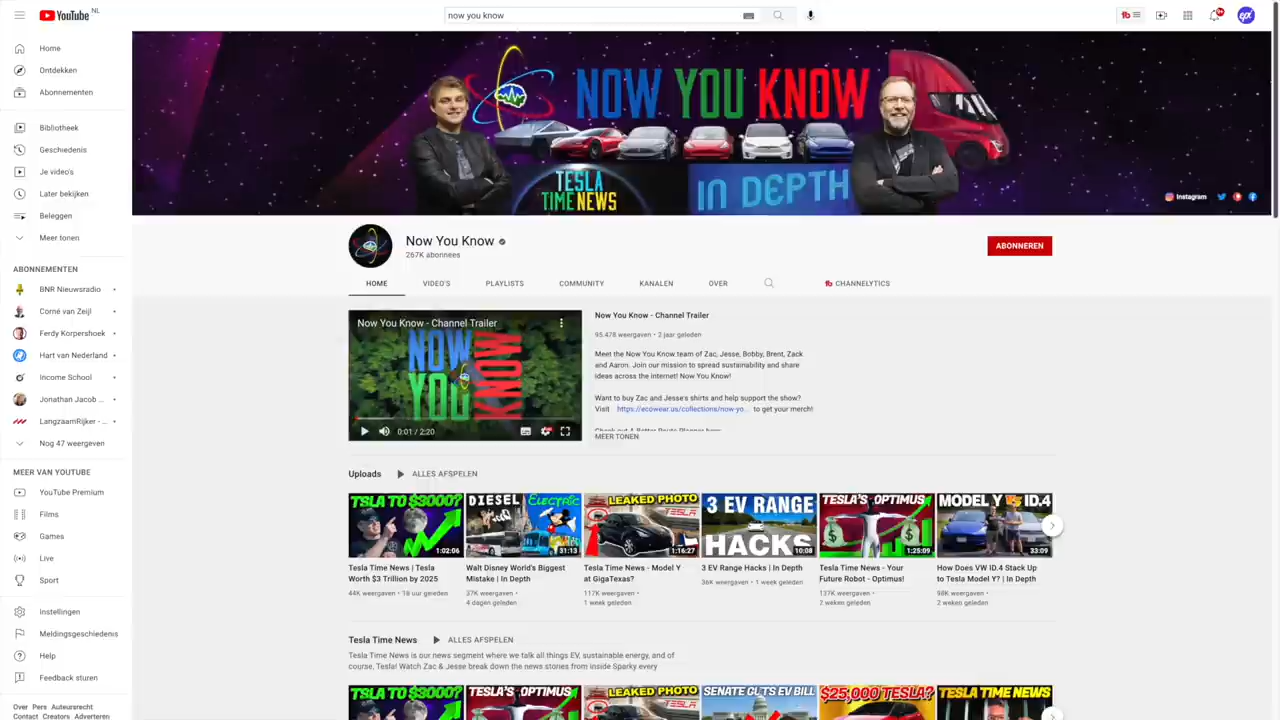 YouTube NL
now you know
9+
Home
Ontdekken
Abonnementen
Bibliotheek
Geschiedenis
Je video's
Later bekijken
Beleggen
Meer tonen
ABONNEMENTEN
BNR Nieuwsradio
Corné van Zeijl
Ferdy Korpershoek
Hart van Nederland
Income School
Jonathan Jacob ...
LangzaamRijker - ...
Nog 47 weergeven
MEER VAN YOUTUBE
YouTube Premium
Films
Games
Live
Sport
Instellingen
Meldingsgeschiedenis
Help
Feedback sturen
Over Pers Auteursrecht
Contact Creators Adverteren
NOW YOU KNOW
TESLA
TIME NEWS
IN DEPTH
Instagram
Now You Know
267K abonnees
ABONNEREN
HOME VIDEO'S PLAYLISTS COMMUNITY KANALEN OVER CHANNELYTICS
Now You Know - Channel Trailer
NOW
YOU
KNOW
0:01 / 2:20
Now You Know - Channel Trailer
95.478 weergaven • 2 jaar geleden
Meet the Now You Know team of Zac, Jesse, Bobby, Brent, Zack
and Aaron. Join our mission to spread sustainability and share
ideas across the internet! Now You Know!
Want to buy Zac and Jesse's shirts and help support the show?
Visit https://ecowear.us/collections/now-yo... to get your merch!
Check out A Better Route Planner here:
MEER TONEN
Uploads ALLES AFSPELEN
TSLA TO $3000?
1:02:06
Tesla Time News | Tesla
Worth $3 Trillion by 2025
44K weergaven • 18 uur geleden
DIESEL Electric
31:13
Walt Disney World's Biggest
Mistake | In Depth
37K weergaven •
4 dagen geleden
LEAKED PHOTO
TESLA
1:16:27
Tesla Time News - Model Y
at GigaTexas?
117K weergaven •
1 week geleden
3 EV RANGE
HACKS
10:08
3 EV Range Hacks | In Depth
36K weergaven • 1 week geleden
TESLA'S OPTIMUS
$ $
1:25:09
Tesla Time News - Your
Future Robot - Optimus!
137K weergaven •
2 weken geleden
MODEL Y VS ID.4
33:09
How Does VW ID.4 Stack Up
to Tesla Model Y? | In Depth
98K weergaven •
2 weken geleden
Tesla Time News ALLES AFSPELEN
Tesla Time News is our news segment where we talk all things EV, sustainable energy, and of
course, Tesla! Watch Zac & Jesse break down the news stories from inside Sparky every
TSLA TO $3000?
TESLA'S OPTIMUS
LEAKED PHOTO
TESLA
SENATE GUTS EV BILL
$25,000 TESLA?
TESLA TIME NEWS